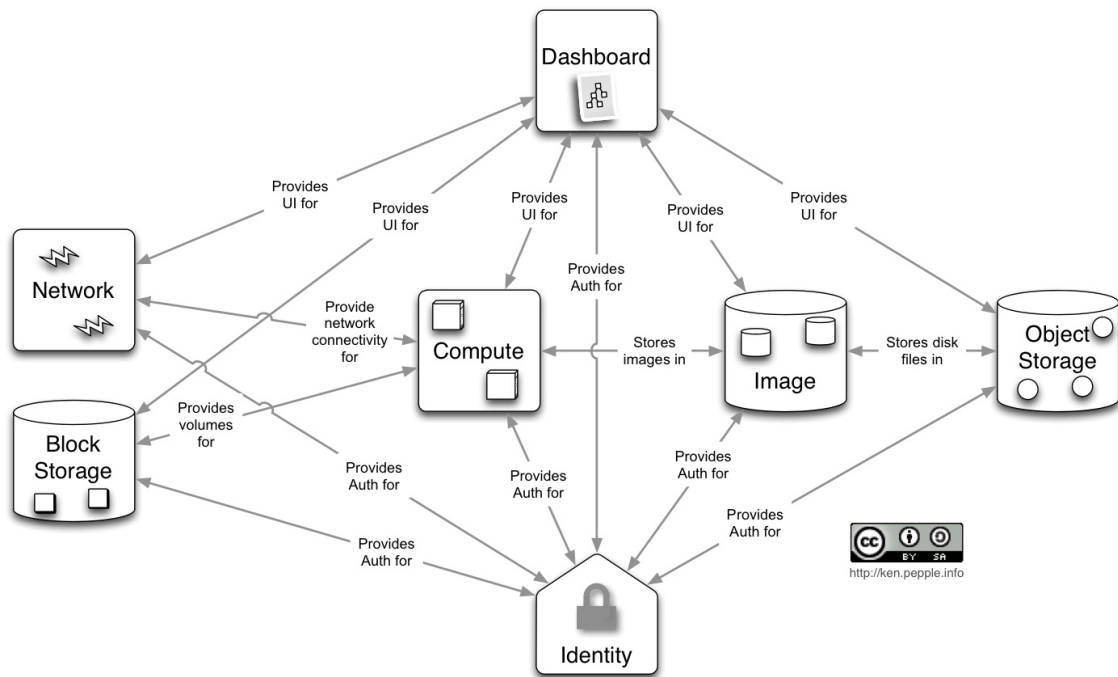 Dashboard
Provides
UI for
Provides
UI for
Provides
UI for
Provides
UI for
Provides
UI for
Provides
Auth for
Network
Provide
network
connectivity
for
Compute
Stores
images in
Image
Stores disk
files in
Object
Storage
Provides
volumes
for
Block
Storage
Provides
Auth for
Provides
Auth for
Provides
Auth for
Provides
Auth for
Provides
Auth for
cc
BY SA
http://ken.pepple.info
Identity